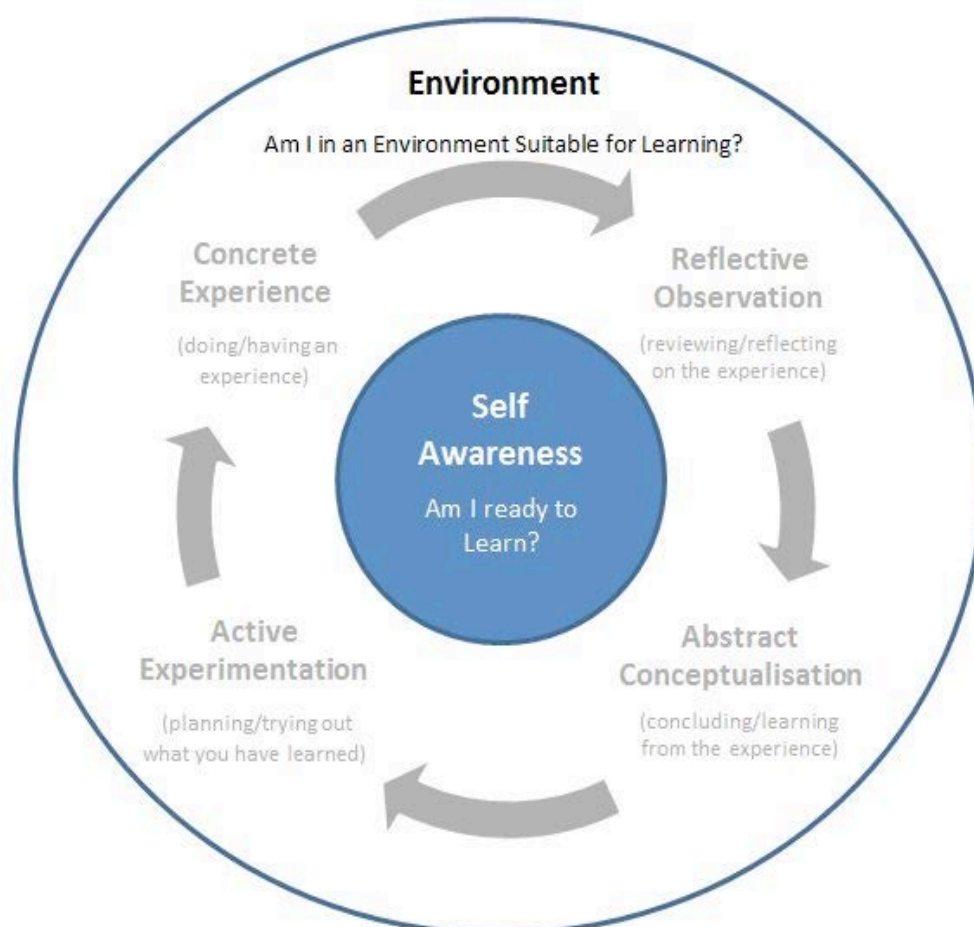 Environment
Am I in an Environment Suitable for Learning?
Concrete
Experience
(doing/having an
experience)
Reflective
Observation
(reviewing/reflecting
on the experience)
Self
Awareness
Am I ready to
Learn?
Active
Experimentation
(planning/trying out
what you have learned)
Abstract
Conceptualisation
(concluding/learning
from the experience)